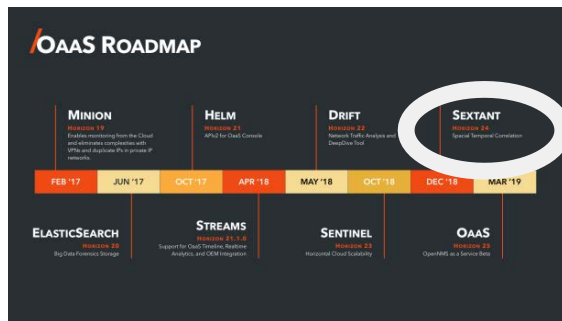 /OAAS ROADMAP
MINION
HORIZON 19
Enables monitoring from the Cloud
and eliminates complexities with
VPNs and duplicate IPs in private IP
networks.
HELM
HORIZON 21
APIv2 for OaaS Console
DRIFT
HORIZON 22
Network Traffic Analysis and
DeepDive Tool
SEXTANT
HORIZON 24
Spacial Temporal Correlation
FEB '17
JUN '17
OCT '17
APR '18
MAY '18
OCT '18
DEC '18
MAR '19
ELASTICSEARCH
HORIZON 20
Big Data Forensics Storage
STREAMS
HORIZON 21.1.0
Support for OaaS Timeline, Realtime
Analytics, and OEM Integration
SENTINEL
HORIZON 23
Horizontal Cloud Scalability
OAAS
HORIZON 25
OpenNMS as a Service Beta